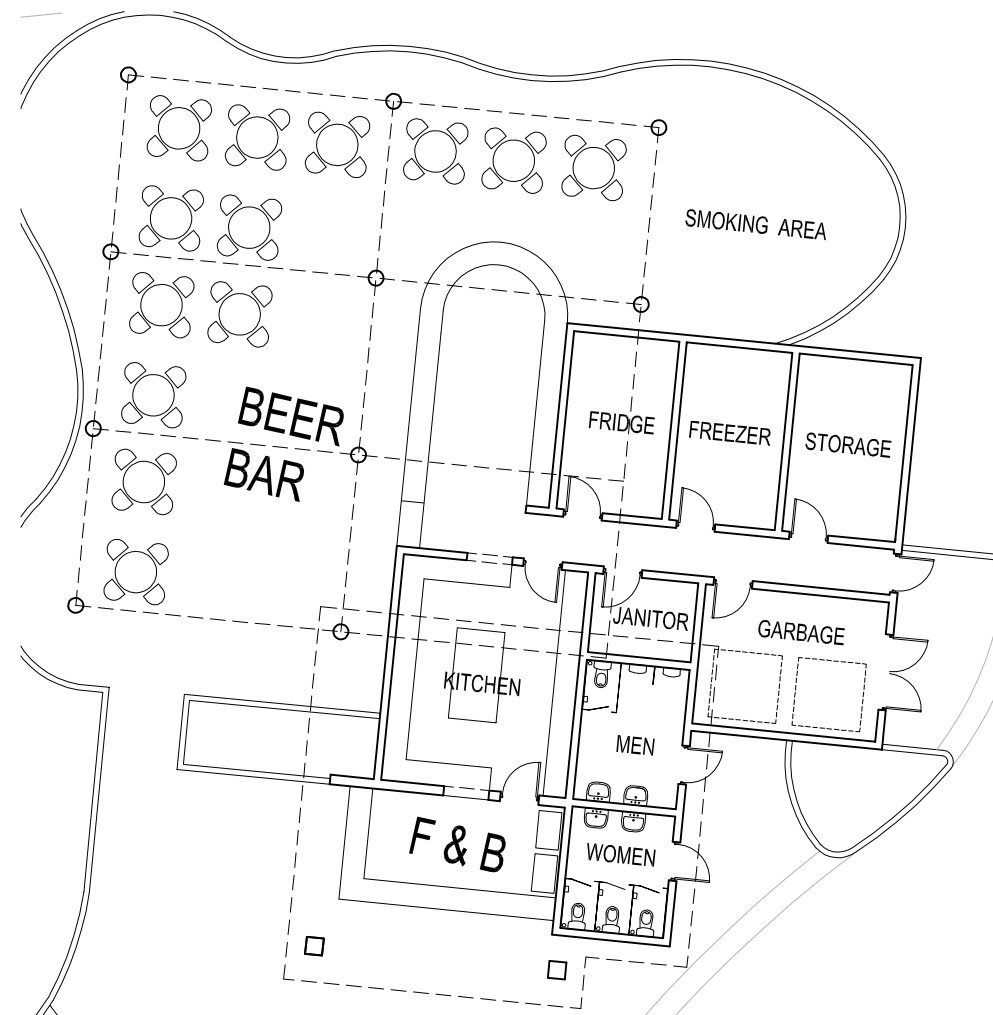 SMOKING AREA
BEER
BAR
FRIDGE
FREEZER
STORAGE
JANITOR
GARBAGE
KITCHEN
MEN
F & B
WOMEN